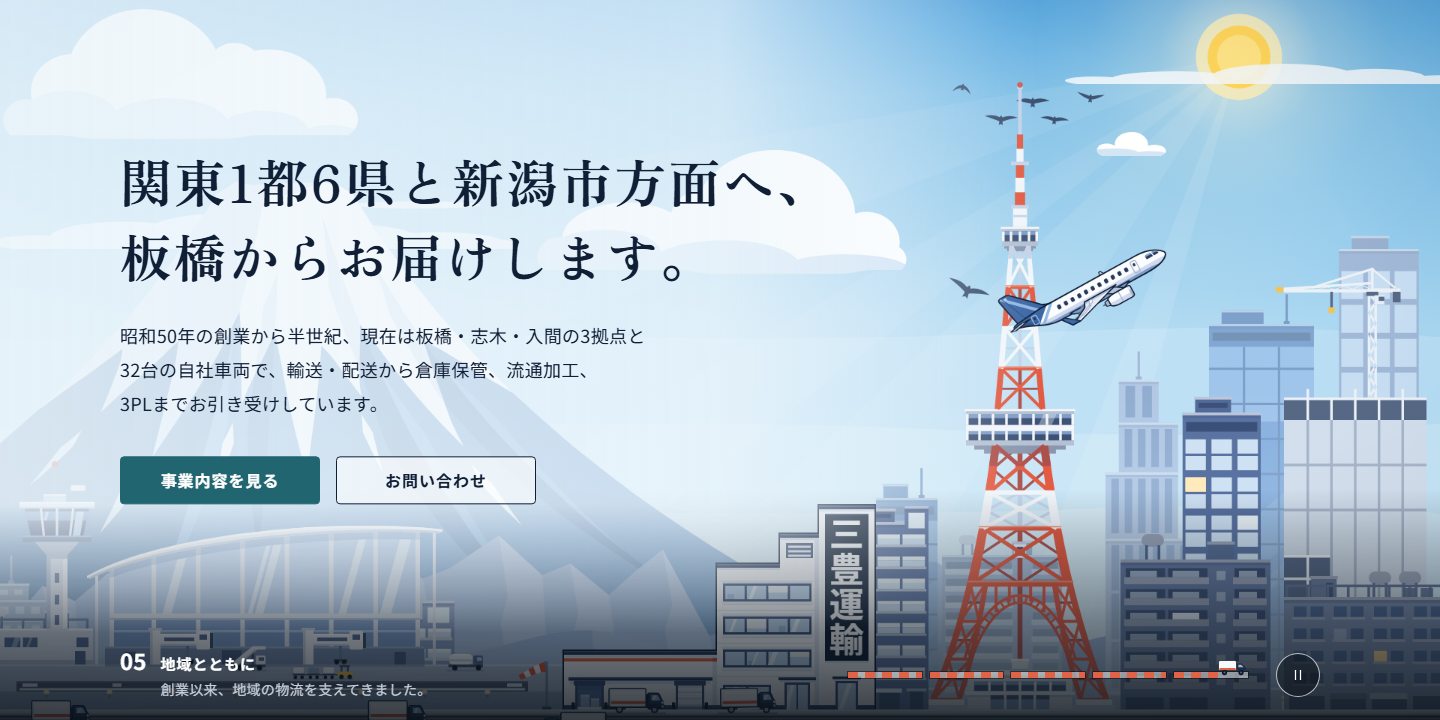 関東1都6県と新潟市方面へ、
板橋からお届けします。
昭和50年の創業から半世紀、現在は板橋・志木・入間の3拠点と
32台の自社車両で、輸送・配送から倉庫保管、流通加工、
3PLまでお引き受けしています。
事業内容を見る
お問い合わせ
三豊運輸
05 地域とともに
創業以来、地域の物流を支えてきました。